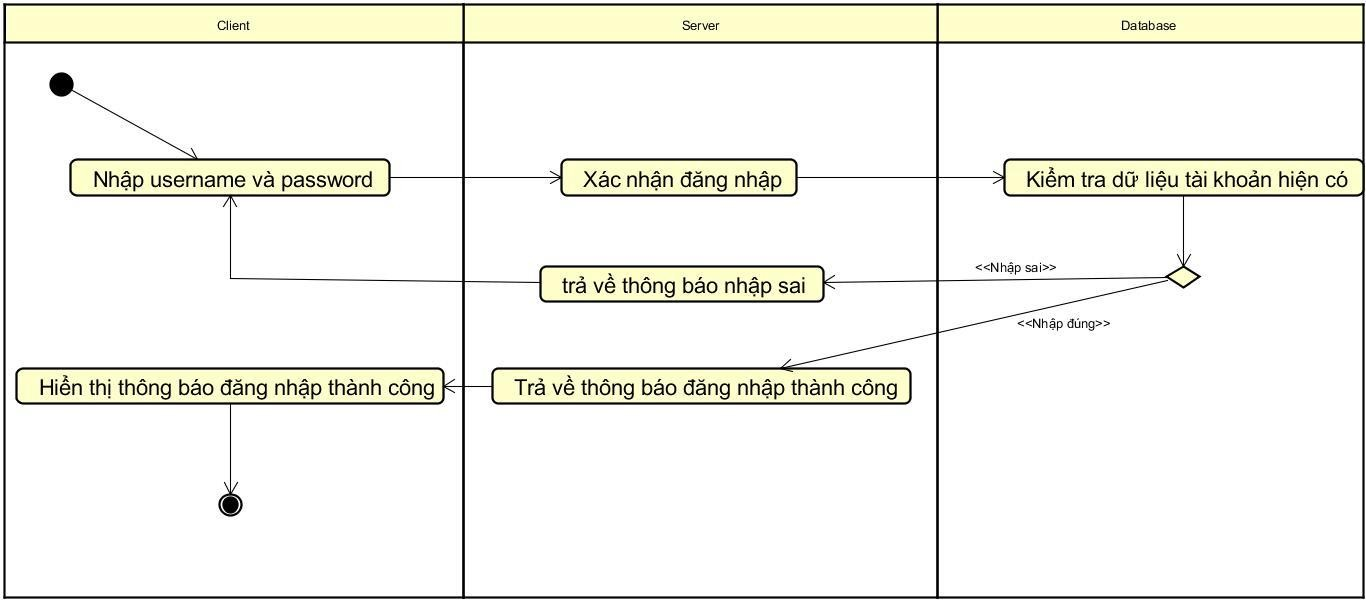 Client
Server
Database
Nhập username và password
Xác nhận đăng nhập
Kiểm tra dữ liệu tài khoản hiện có
<<Nhập sai>>
trả về thông báo nhập sai
<<Nhập đúng>>
Hiển thị thông báo đăng nhập thành công
Trả về thông báo đăng nhập thành công